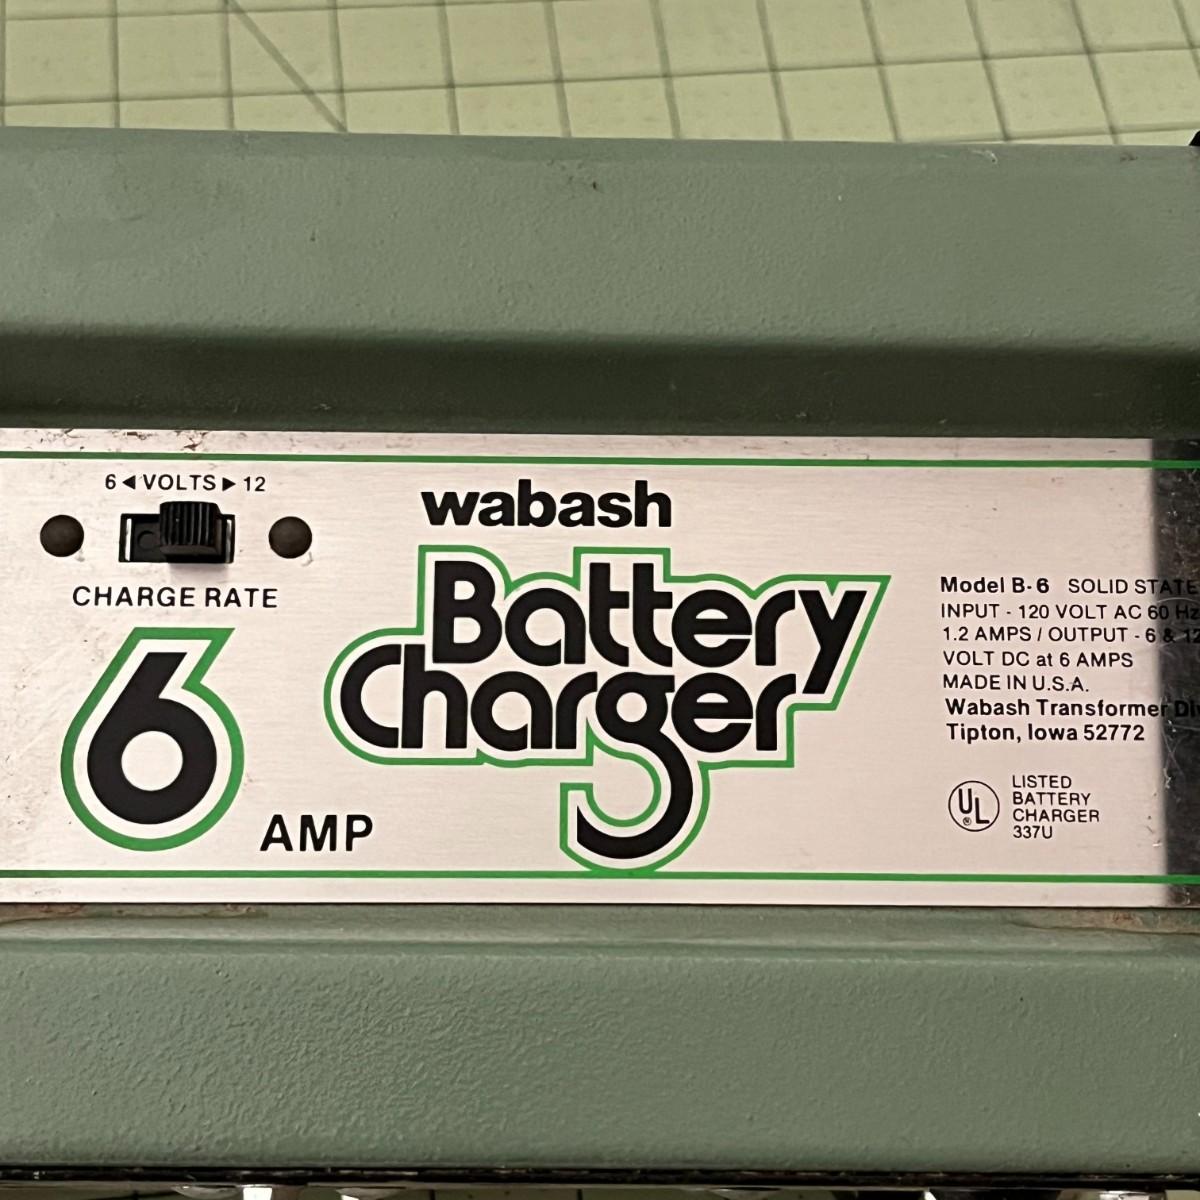 6 ◀ VOLTS ▶ 12
CHARGE RATE
6
AMP
wabash
Battery
Charger
Model B-6 SOLID STATE
INPUT - 120 VOLT AC 60 Hz
1.2 AMPS / OUTPUT - 6 & 12
VOLT DC at 6 AMPS
MADE IN U.S.A.
Wabash Transformer Div
Tipton, Iowa 52772
UL
®
LISTED
BATTERY
CHARGER
337U